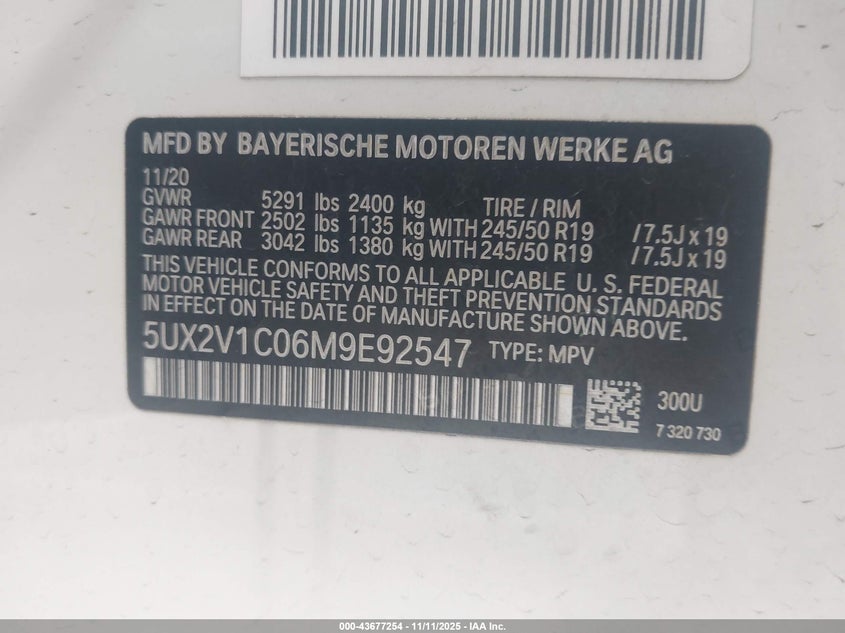 MFD BY BAYERISCHE MOTOREN WERKE AG
11/20
GVWR 5291 lbs 2400 kg TIRE / RIM
GAWR FRONT 2502 lbs 1135 kg WITH 245/50 R19 /7.5J x 19
GAWR REAR 3042 lbs 1380 kg WITH 245/50 R19 /7.5J x 19
THIS VEHICLE CONFORMS TO ALL APPLICABLE U. S. FEDERAL
MOTOR VEHICLE SAFETY AND THEFT PREVENTION STANDARDS
IN EFFECT ON THE DATE OF MANUFACTURE SHOWN ABOVE.
5UX2V1C06M9E92547 TYPE: MPV
300U
7 320 730
000-43677254 - 11/11/2025 - IAA Inc.